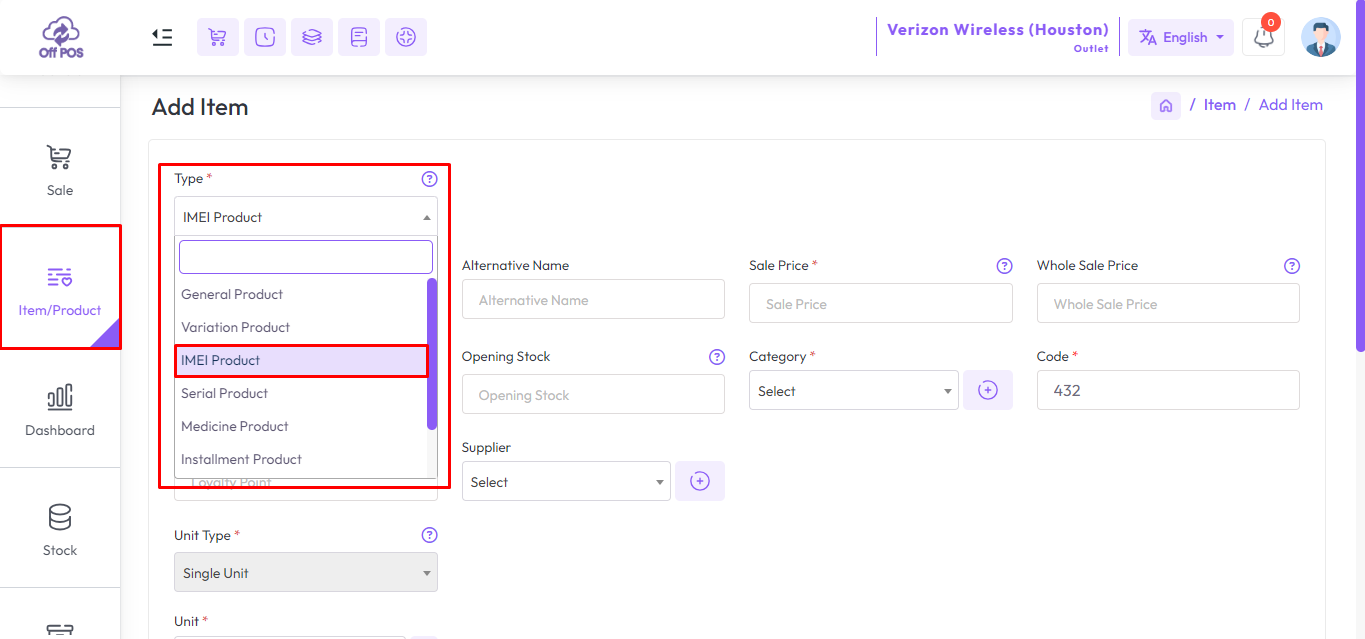 Off POS
Verizon Wireless (Houston)
Outlet
English
0
Add Item
/ Item / Add Item
Sale
Item/Product
Dashboard
Stock
Type *
IMEI Product
General Product
Variation Product
IMEI Product
Serial Product
Medicine Product
Installment Product
Loyalty Point
Alternative Name
Alternative Name
Sale Price *
Sale Price
Whole Sale Price
Whole Sale Price
Opening Stock
Opening Stock
Category *
Select
Code *
432
Supplier
Select
Unit Type *
Single Unit
Unit *